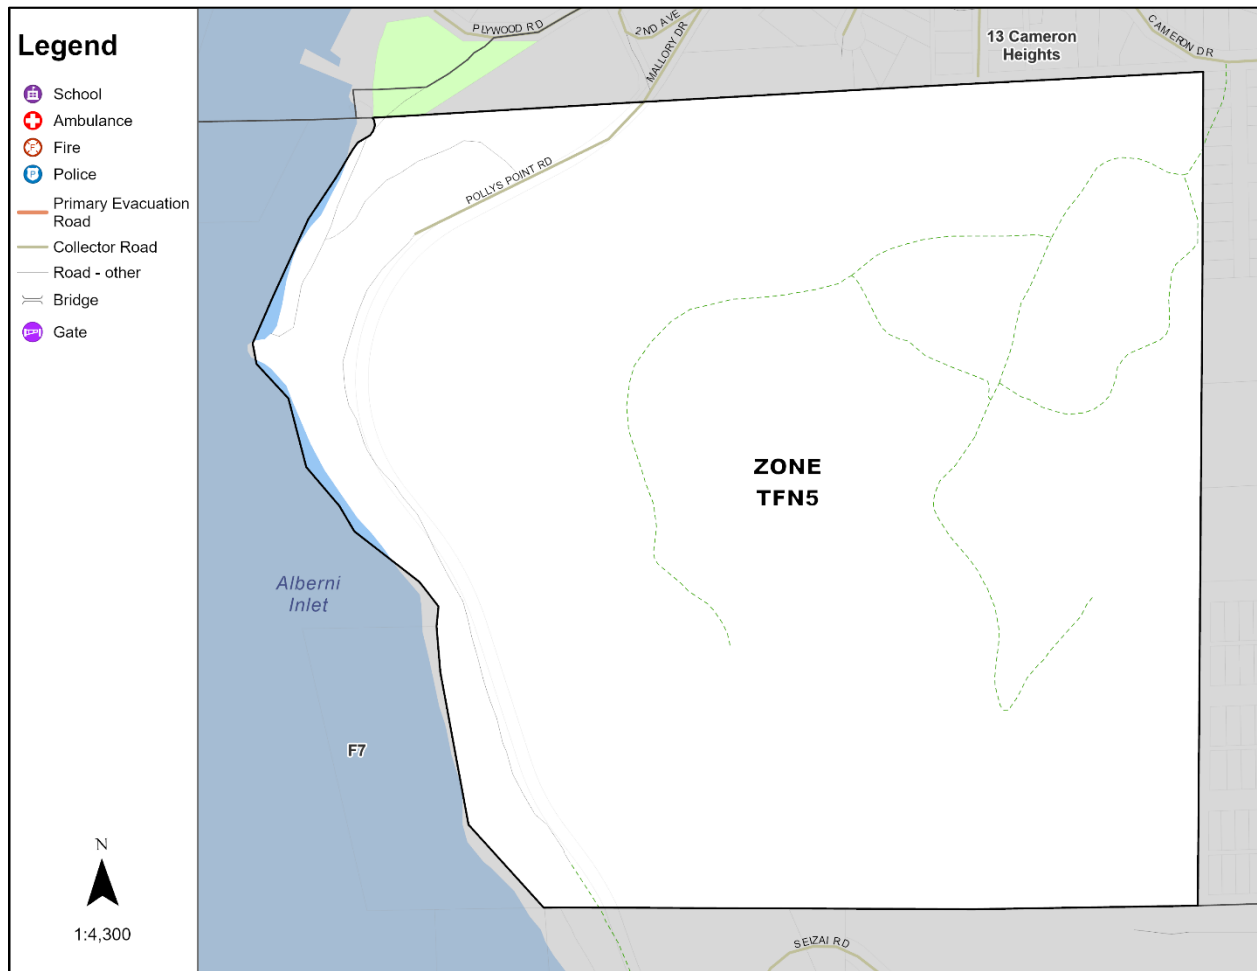 Legend
School
Ambulance
Fire
Police
Primary Evacuation
Road
Collector Road
Road - other
Bridge
Gate
N
1:4,300
PLYWOOD RD
2ND AVE
MALLORY DR
13 Cameron
Heights
CAMERON DR
POLLYS POINT RD
ZONE
TFN5
Alberni
Inlet
F7
SEIZAI RD